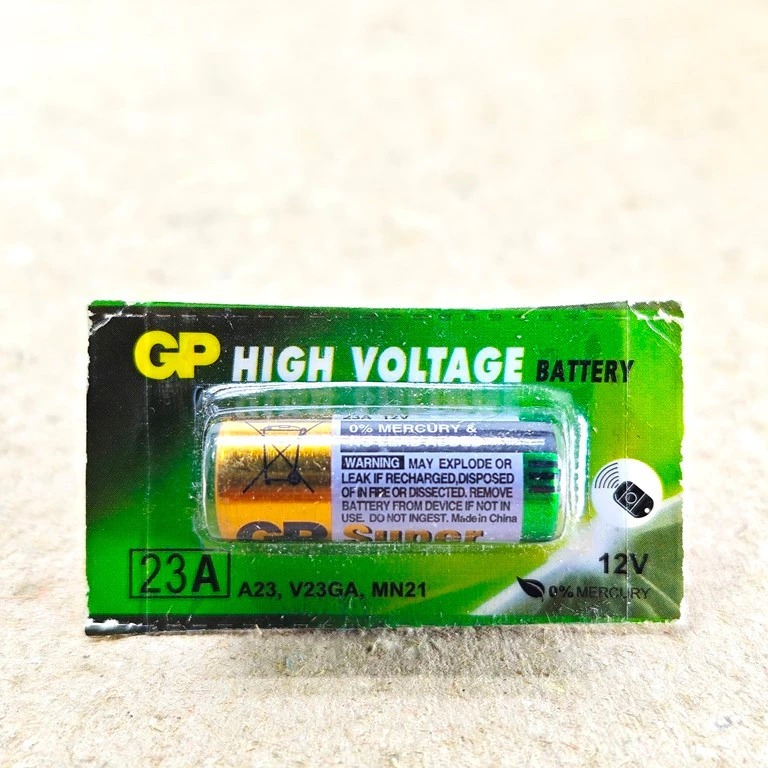 GP HIGH VOLTAGE BATTERY
23A 12V
0% MERCURY &
WARNING MAY EXPLODE OR
LEAK IF RECHARGED,DISPOSED
OF IN FIRE OR DISSECTED. REMOVE
BATTERY FROM DEVICE IF NOT IN
USE. DO NOT INGEST. Made in China
GP Super
12V
23A A23, V23GA, MN21
0% MERCURY